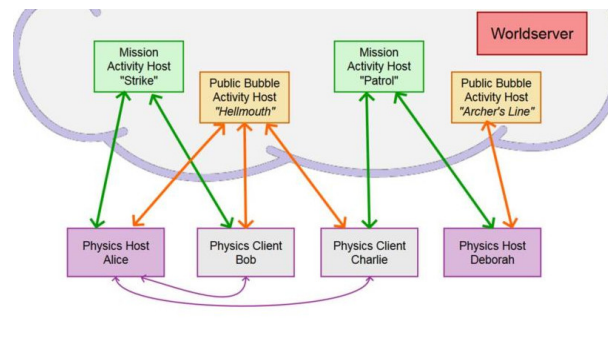 Worldserver
Mission
Activity Host
"Strike"
Public Bubble
Activity Host
"Hellmouth"
Mission
Activity Host
"Patrol"
Public Bubble
Activity Host
"Archer's Line"
Physics Host
Alice
Physics Client
Bob
Physics Client
Charlie
Physics Host
Deborah